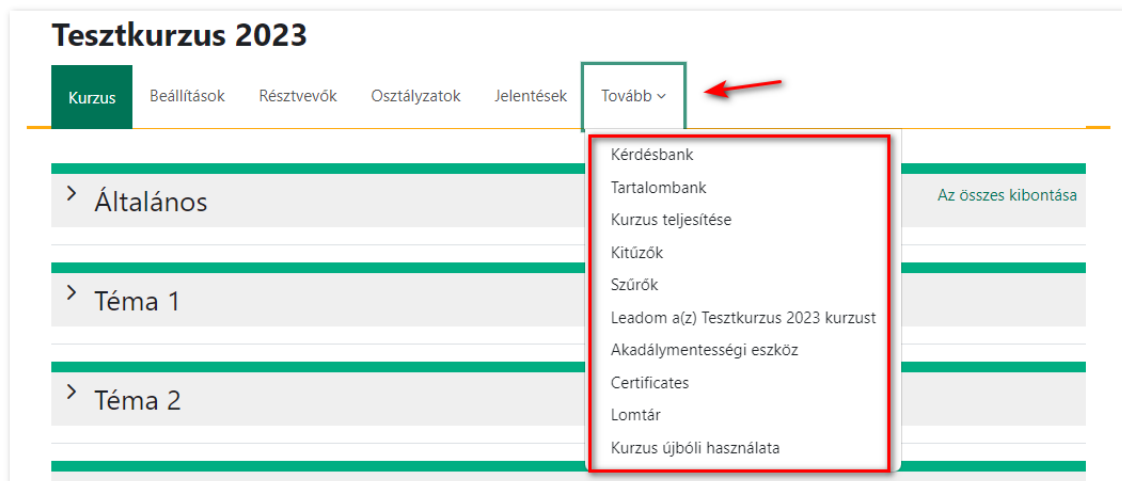 Tesztkurzus 2023
Kurzus Beállítások Résztvevők Osztályzatok Jelentések Tovább
Kérdésbank
Tartalombank
Kurzus teljesítése
Kitűzők
Szűrők
Leadom a(z) Tesztkurzus 2023 kurzust
Akadálymentességi eszköz
Certificates
Lomtár
Kurzus újbóli használata
Általános
Az összes kibontása
Téma 1
Téma 2